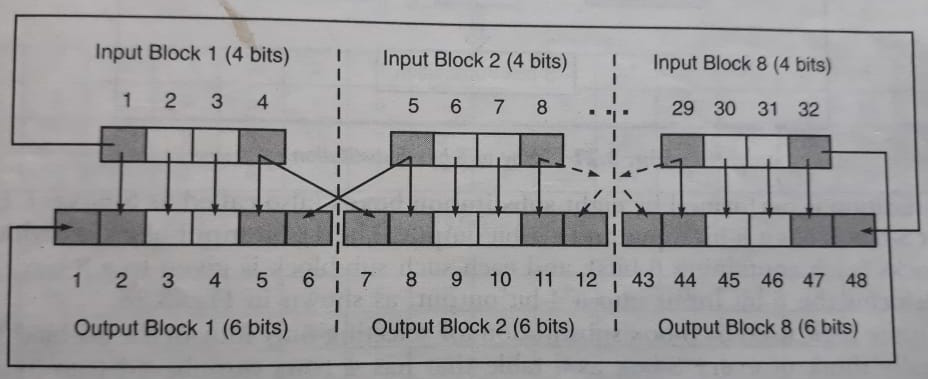 Input Block 1 (4 bits) Input Block 2 (4 bits) Input Block 8 (4 bits)
1 2 3 4 5 6 7 8 ... 29 30 31 32
1 2 3 4 5 6 7 8 9 10 11 12 43 44 45 46 47 48
Output Block 1 (6 bits) Output Block 2 (6 bits) Output Block 8 (6 bits)